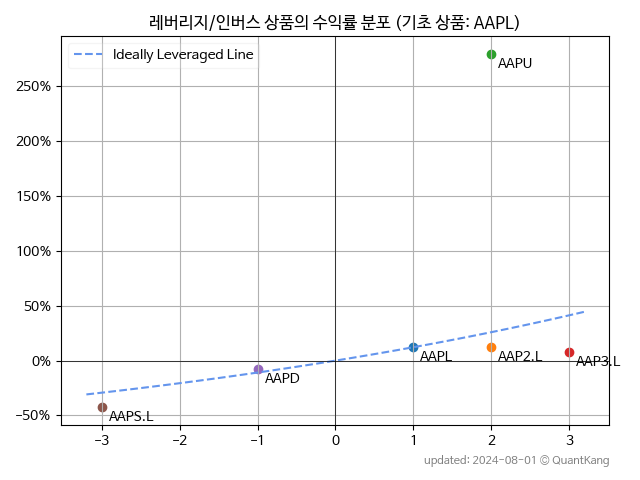 레버리지/인버스 상품의 수익률 분포 (기초 상품: AAPL)
Ideally Leveraged Line
250%
200%
150%
100%
50%
0%
−50%
AAPU
AAPL
AAP2.L
AAP3.L
AAPD
AAPS.L
−3 −2 −1 0 1 2 3
updated: 2024-08-01 © QuantKang